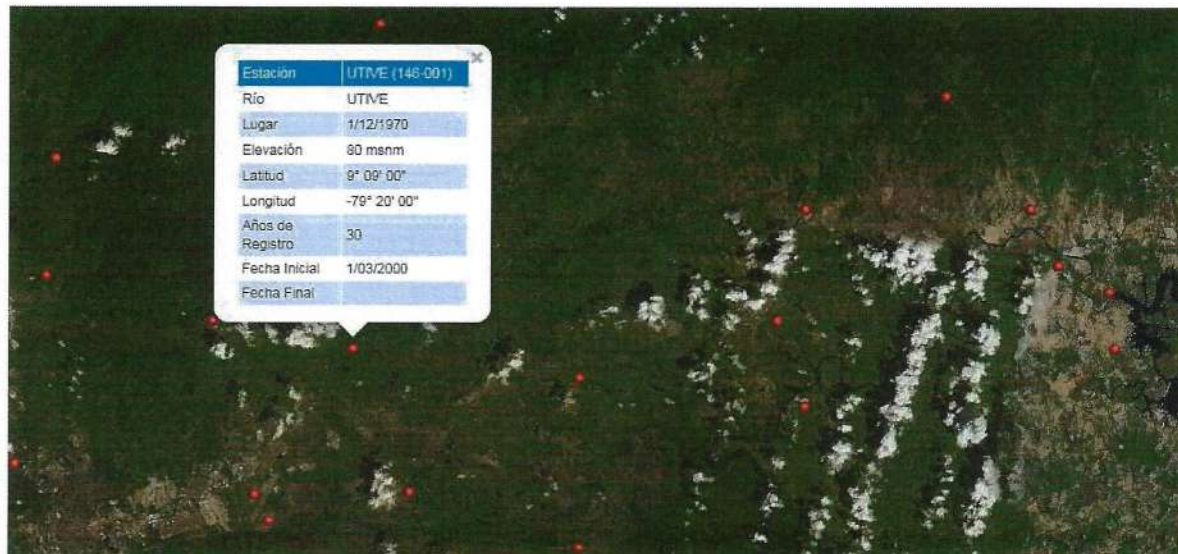 Estación UTIVE (146-001)
Río UTIVE
Lugar 1/12/1970
Elevación 80 msnm
Latitud 9° 09' 00"
Longitud -79° 20' 00"
Años de
Registro 30
Fecha Inicial 1/03/2000
Fecha Final